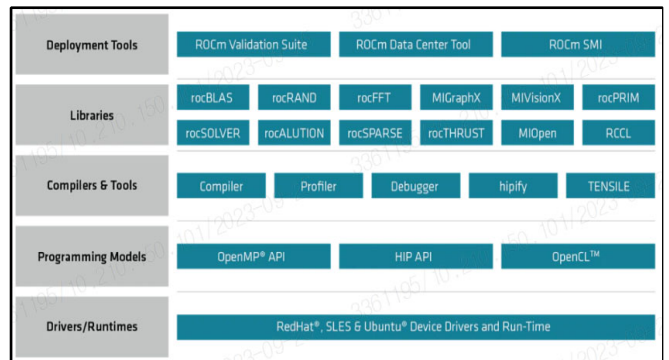 Deployment Tools
ROCm Validation Suite ROCm Data Center Tool ROCm SMI
Libraries
rocBLAS rocRAND rocFFT MIGraphX MIVisionX rocPRIM
rocSOLVER rocALUTION rocSPARSE rocTHRUST MIOpen RCCL
Compilers & Tools
Compiler Profiler Debugger hipify TENSILE
Programming Models
OpenMP® API HIP API OpenCL™
Drivers/Runtimes
RedHat®, SLES & Ubuntu® Device Drivers and Run-Time